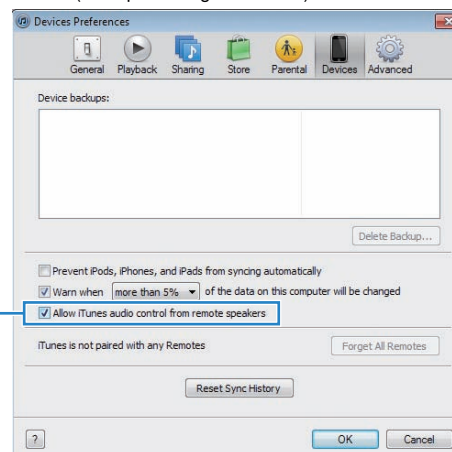 Devices Preferences
General Playback Sharing Store Parental Devices Advanced
Device backups:
Delete Backup...
Prevent iPods, iPhones, and iPads from syncing automatically
Warn when more than 5% of the data on this computer will be changed
Allow iTunes audio control from remote speakers
iTunes is not paired with any Remotes Forget All Remotes
Reset Sync History
? OK Cancel